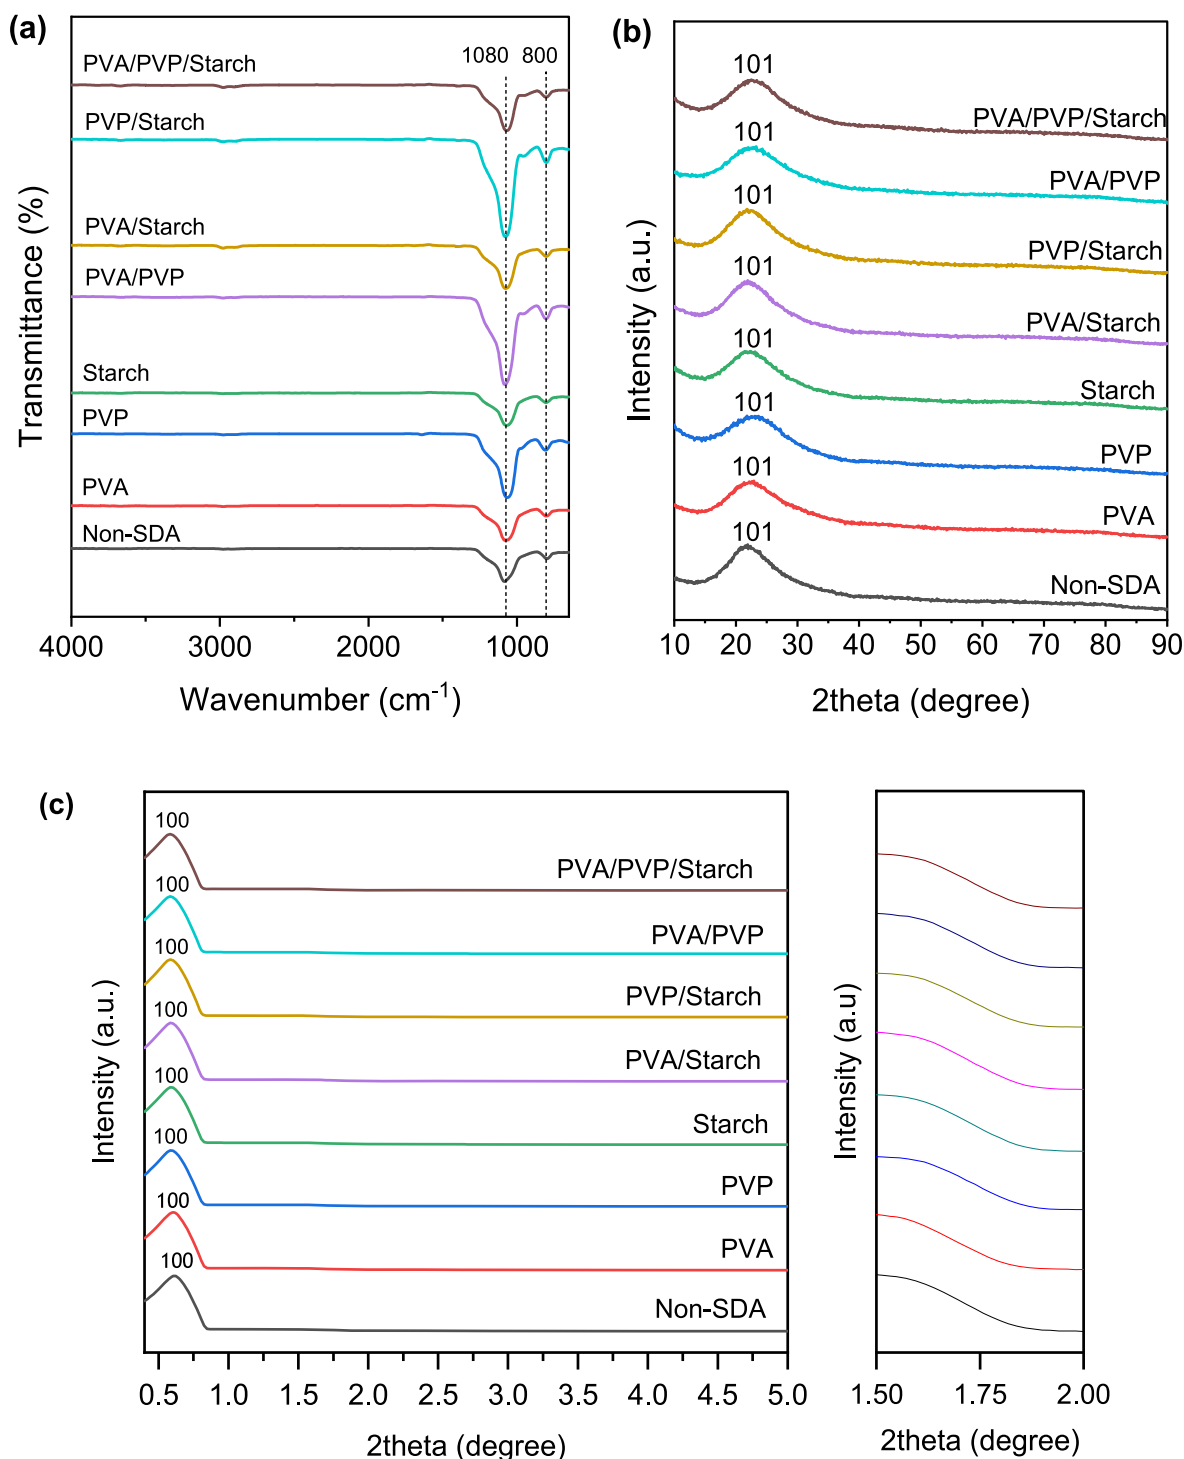 (a)
1080 800
PVA/PVP/Starch
PVP/Starch
PVA/Starch
PVA/PVP
Starch
PVP
PVA
Non-SDA
Transmittance (%)
4000 3000 2000 1000
Wavenumber (cm⁻¹)
(b)
101
PVA/PVP/Starch
101
PVA/PVP
101
PVP/Starch
101
PVA/Starch
101
Starch
101
PVP
101
PVA
101
Non-SDA
Intensity (a.u.)
10 20 30 40 50 60 70 80 90
2theta (degree)
(c)
100
PVA/PVP/Starch
100
PVA/PVP
100
PVP/Starch
100
PVA/Starch
100
Starch
100
PVP
100
PVA
100
Non-SDA
Intensity (a.u.)
0.5 1.0 1.5 2.0 2.5 3.0 3.5 4.0 4.5 5.0
2theta (degree)
Intensity (a.u)
1.50 1.75 2.00
2theta (degree)